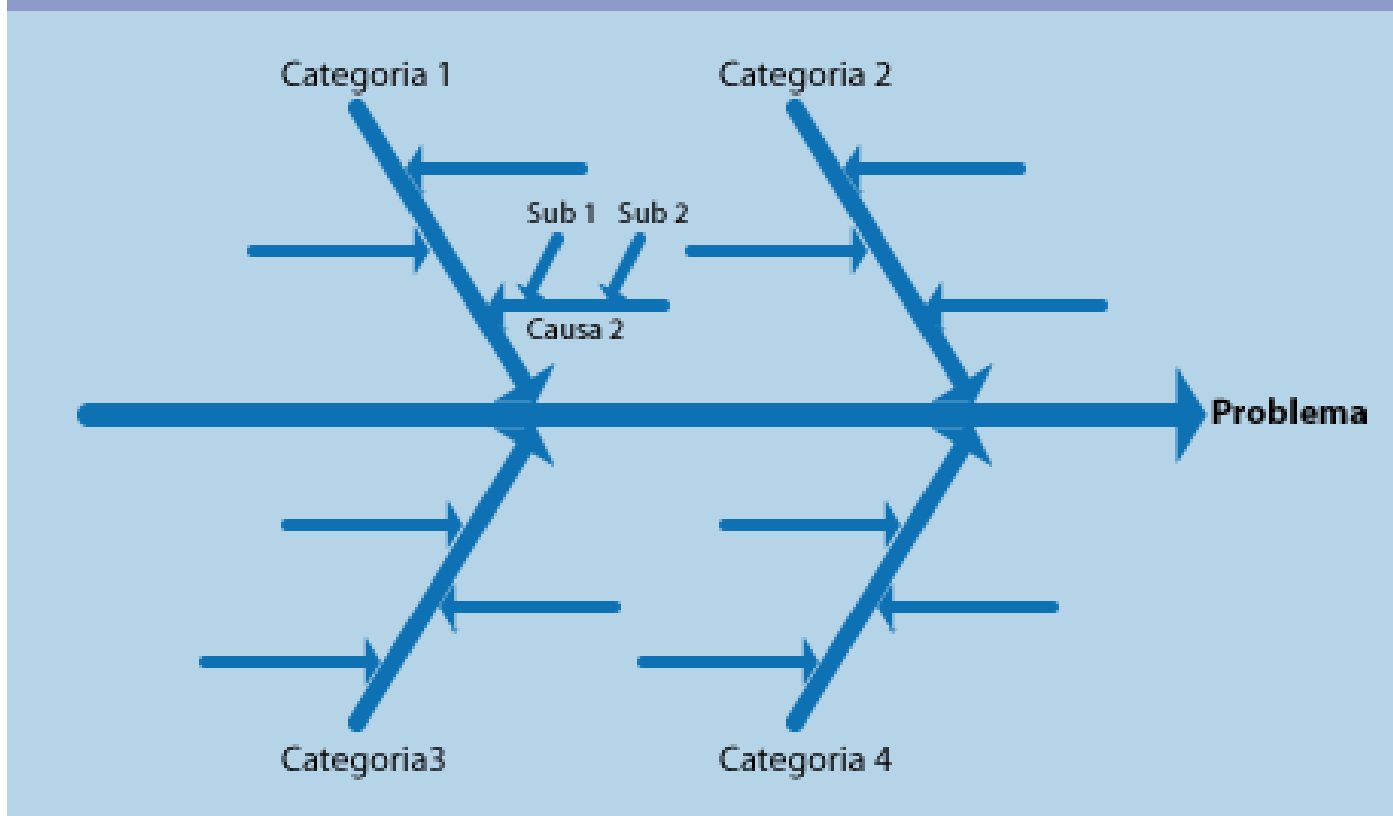 Categoria 1
Categoria 2
Sub 1
Sub 2
Causa 2
Problema
Categoria3
Categoria 4